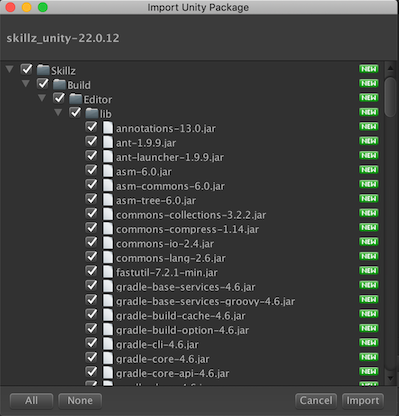 Import Unity Package
skillz_unity-22.0.12
Skillz NEW
Build NEW
Editor NEW
lib NEW
annotations-13.0.jar NEW
ant-1.9.9.jar NEW
ant-launcher-1.9.9.jar NEW
asm-6.0.jar NEW
asm-commons-6.0.jar NEW
asm-tree-6.0.jar NEW
commons-collections-3.2.2.jar NEW
commons-compress-1.14.jar NEW
commons-io-2.4.jar NEW
commons-lang-2.6.jar NEW
fastutil-7.2.1-min.jar NEW
gradle-base-services-4.6.jar NEW
gradle-base-services-groovy-4.6.jar NEW
gradle-build-cache-4.6.jar NEW
gradle-build-option-4.6.jar NEW
gradle-cli-4.6.jar NEW
gradle-core-4.6.jar NEW
gradle-core-api-4.6.jar NEW
All None Cancel Import